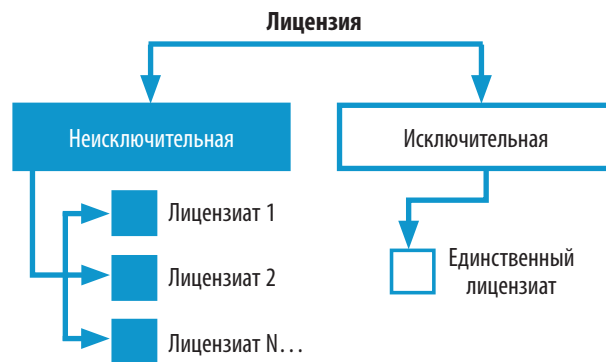 Лицензия
Неисключительная
Исключительная
Лицензиат 1
Лицензиат 2
Лицензиат N...
Единственный
лицензиат